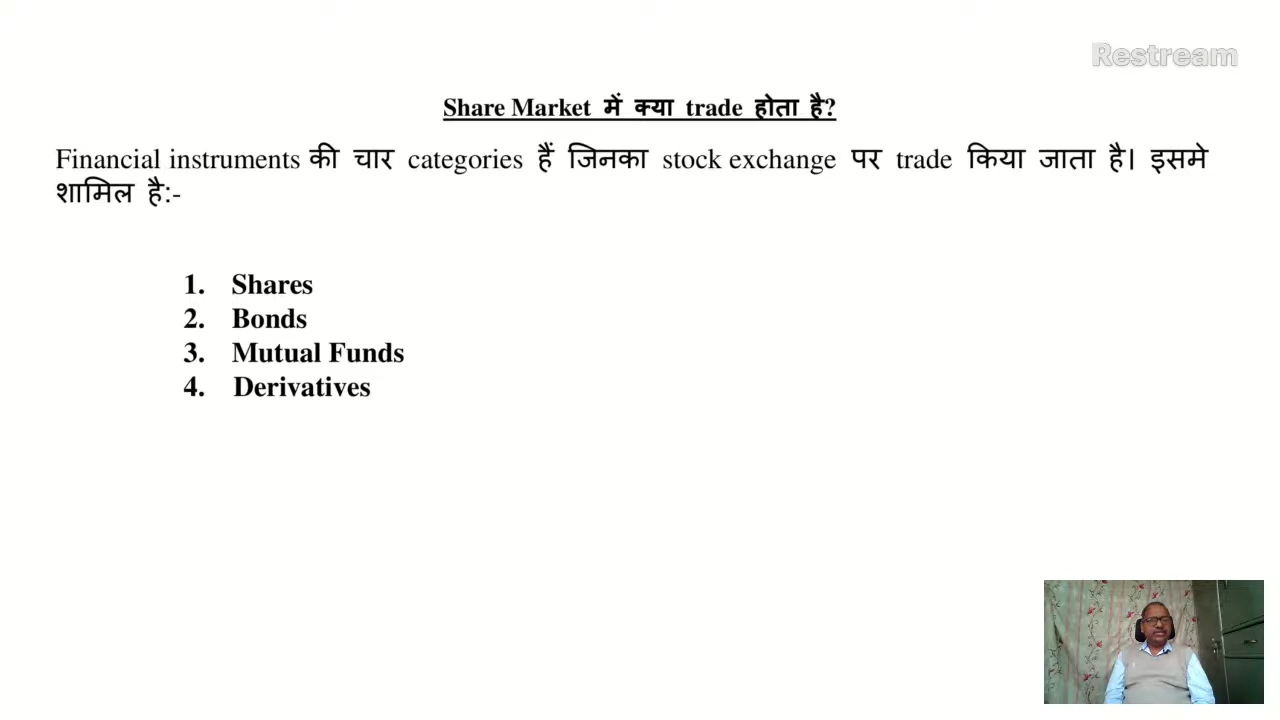 Restream
Share Market में क्या trade होता है?
Financial instruments की चार categories हैं जिनका stock exchange पर trade किया जाता है। इसमे
शामिल है:-
1. Shares
2. Bonds
3. Mutual Funds
4. Derivatives